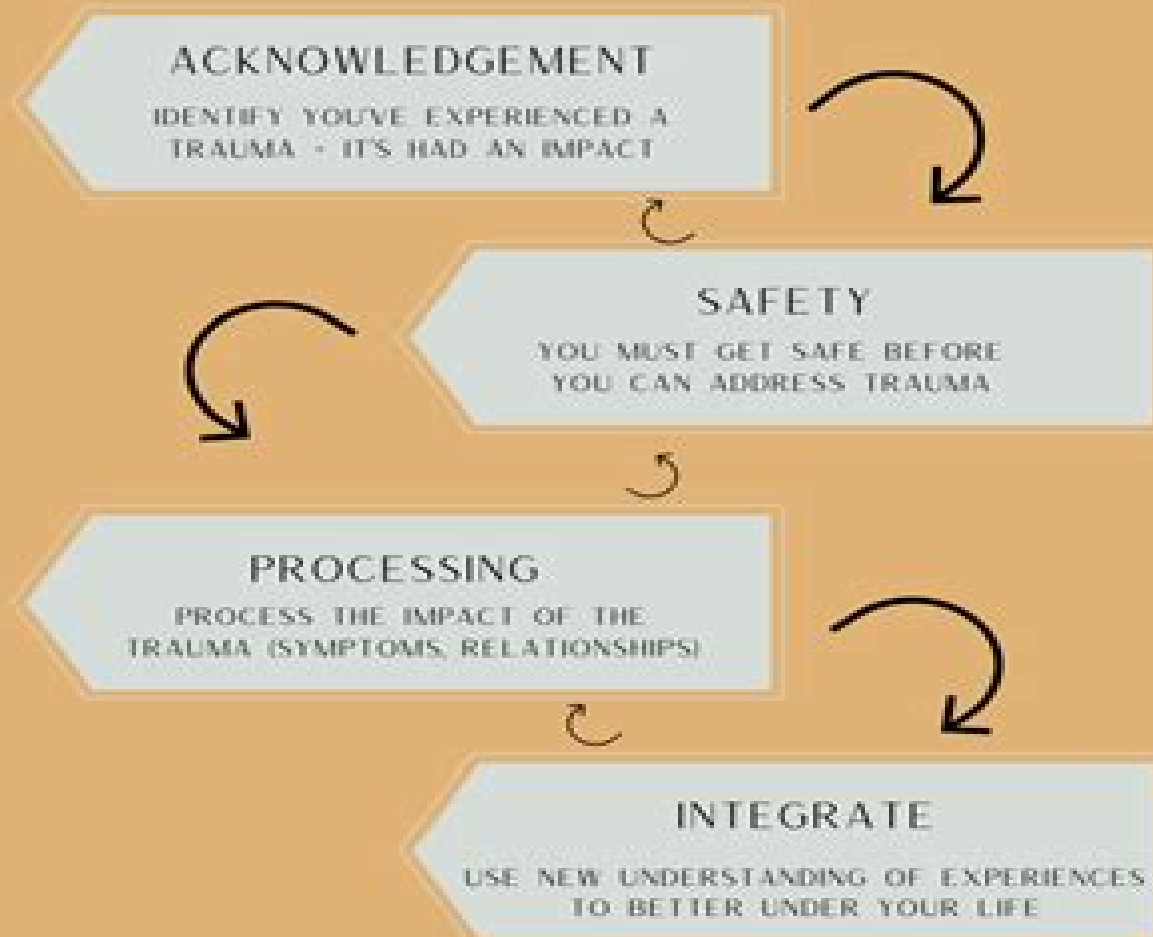 ACKNOWLEDGEMENT
IDENTIFY YOU'VE EXPERIENCED A
TRAUMA - IT'S HAD AN IMPACT
SAFETY
YOU MUST GET SAFE BEFORE
YOU CAN ADDRESS TRAUMA
PROCESSING
PROCESS THE IMPACT OF THE
TRAUMA (SYMPTOMS, RELATIONSHIPS)
INTEGRATE
USE NEW UNDERSTANDING OF EXPERIENCES
TO BETTER UNDER YOUR LIFE